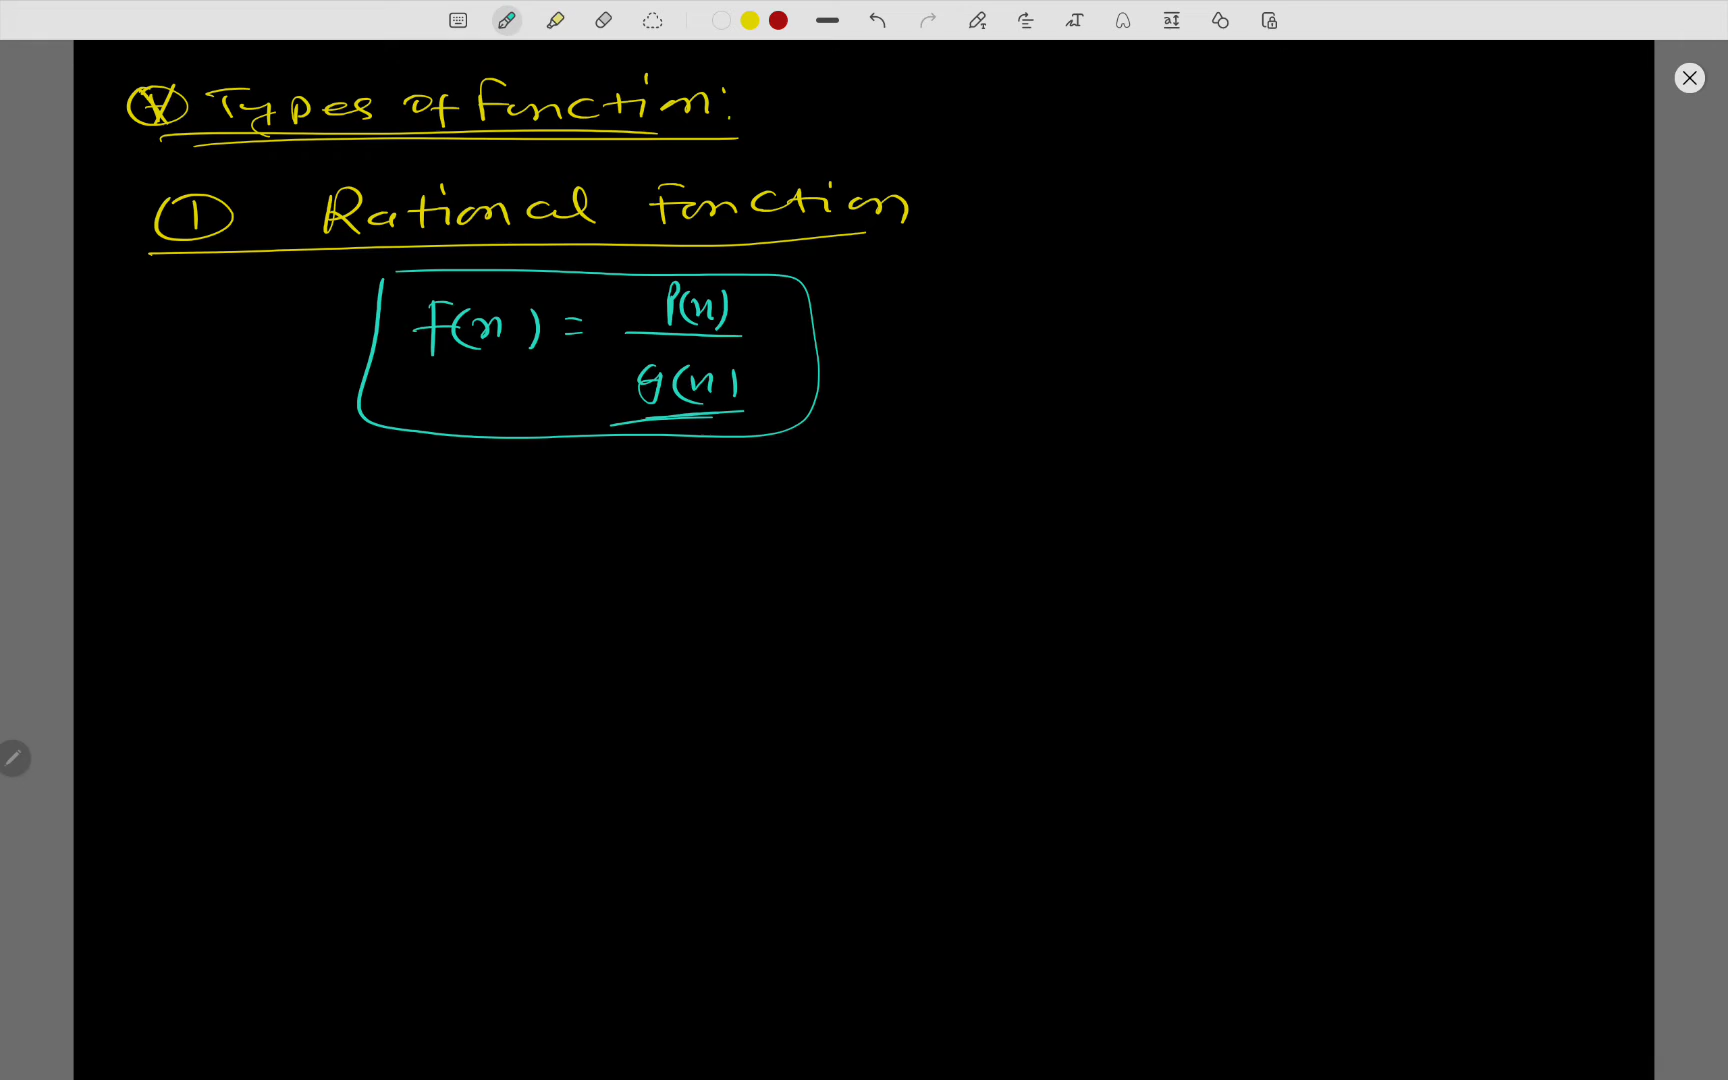 Types of Function:
① Rational Function
F(x) = P(x)
g(x)